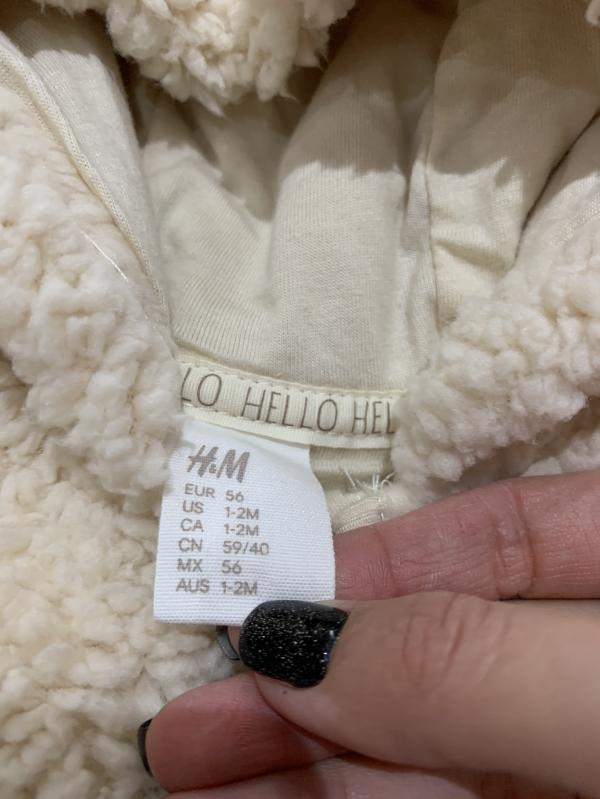 LO HELLO HEL
H&M
EUR 56
US 1-2M
CA 1-2M
CN 59/40
MX 56
AUS 1-2M